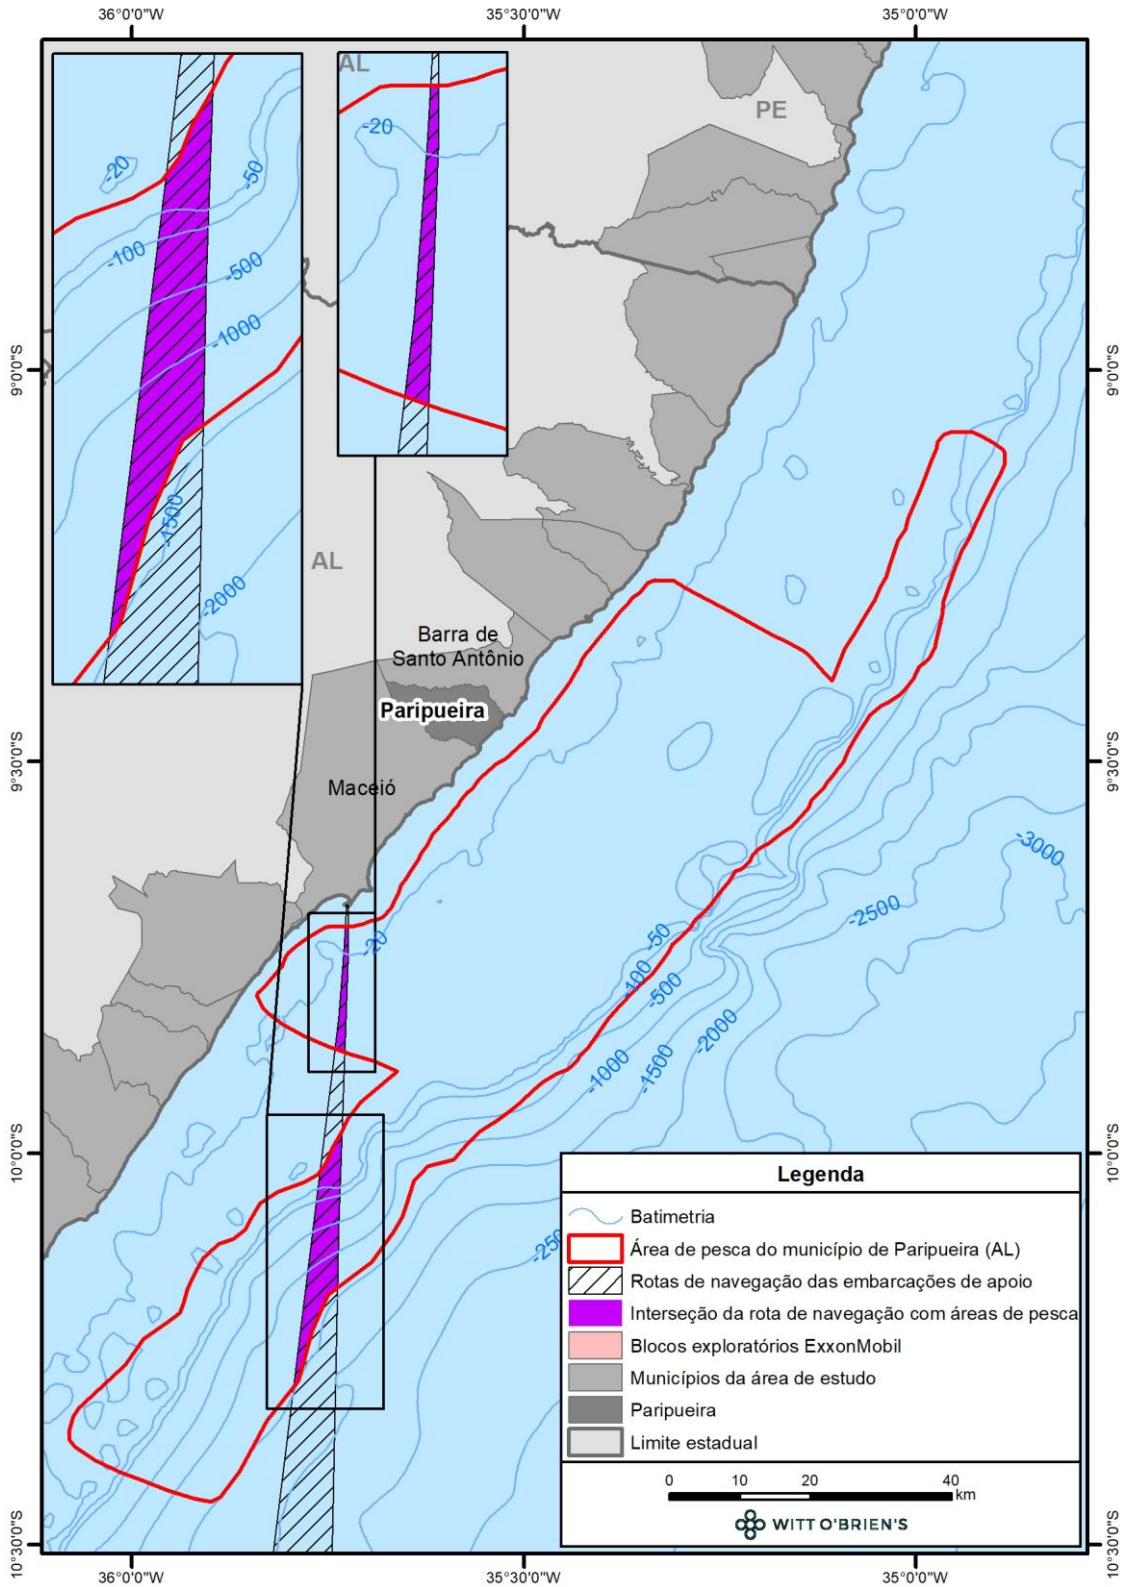 36°0'0"W
35°30'0"W
35°0'0"W
AL
-20
-50
-100
-500
-1000
-1500
-2000
-20
PE
9°0'0"S
9°0'0"S
AL
Barra de
Santo Antônio
Paripueira
9°30'0"S
9°30'0"S
Maceió
-3000
-2500
-20
-50
-100
-500
-2000
-1000
-1500
10°0'0"S
10°0'0"S
-250
Legenda
Batimetria
Área de pesca do município de Paripueira (AL)
Rotas de navegação das embarcações de apoio
Interseção da rota de navegação com áreas de pesca
Blocos exploratórios ExxonMobil
Municípios da área de estudo
Paripueira
Limite estadual
0 10 20 40
km
WITT O'BRIEN'S
10°30'0"S
10°30'0"S
36°0'0"W
35°30'0"W
35°0'0"W